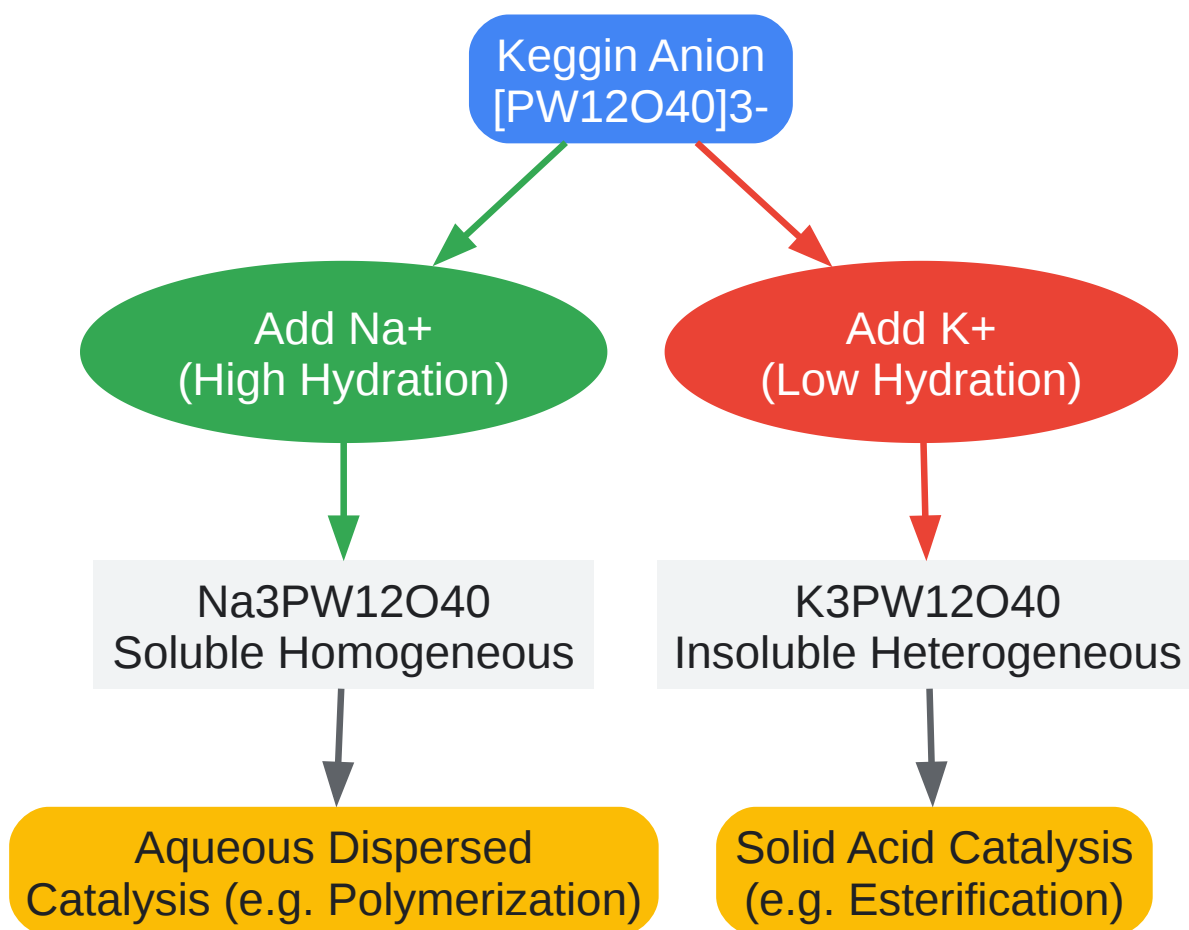 Keggin Anion
[PW12O40]3-
Add Na+
(High Hydration)
Add K+
(Low Hydration)
Na3PW12O40
Soluble Homogeneous
K3PW12O40
Insoluble Heterogeneous
Aqueous Dispersed
Catalysis (e.g. Polymerization)
Solid Acid Catalysis
(e.g. Esterification)